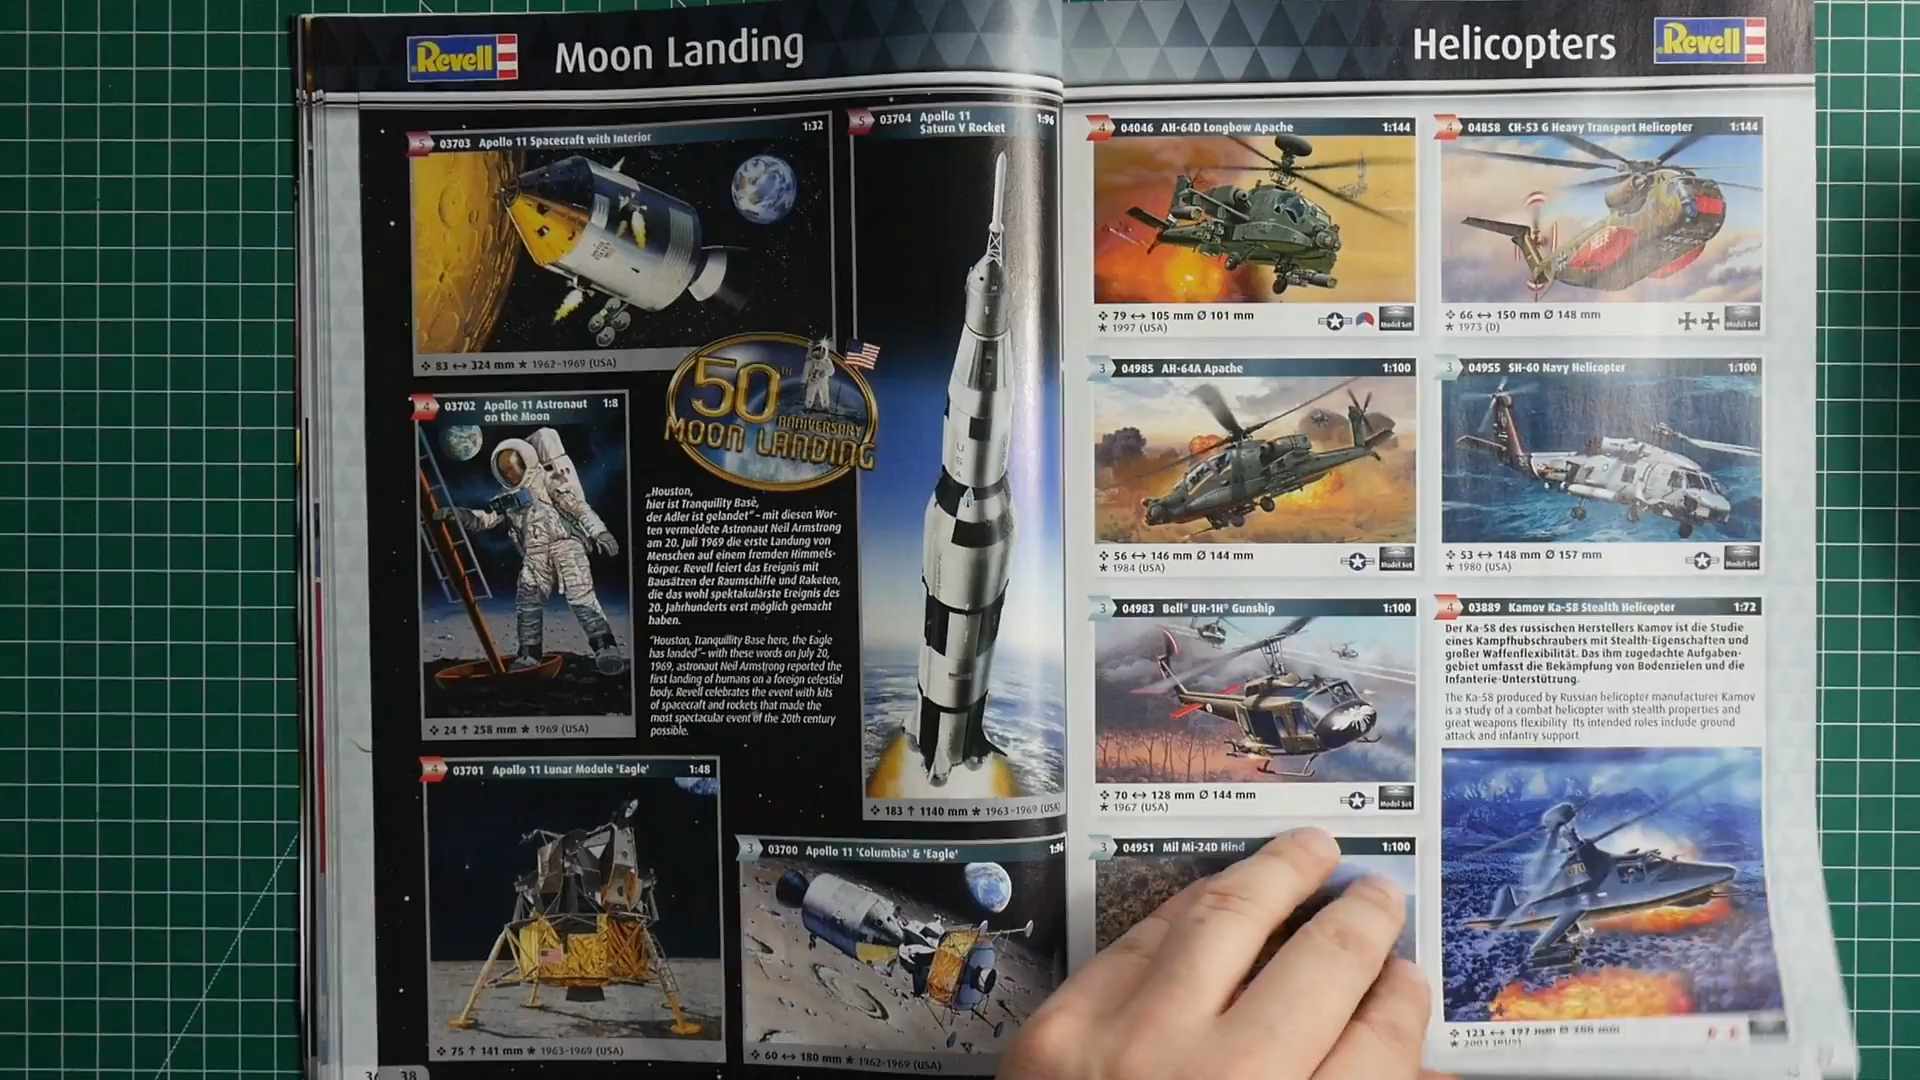 Revell
Moon Landing
5 03703 Apollo 11 Spacecraft with Interior 1:32
83 ↔ 324 mm ★ 1962–1969 (USA)
5 03704 Apollo 11 1:96
Saturn V Rocket
183 ↑ 1140 mm ★ 1963–1969 (USA)
50TH
ANNIVERSARY
MOON LANDING
4 03702 Apollo 11 Astronaut 1:8
on the Moon
24 ↑ 258 mm ★ 1969 (USA)
„Houston,
hier ist Tranquility Base,
der Adler ist gelandet“ – mit diesen Wor-
ten vermeldete Astronaut Neil Armstrong
am 20. Juli 1969 die erste Landung von
Menschen auf einem fremden Himmels-
körper. Revell feiert das Ereignis mit
Bausätzen der Raumschiffe und Raketen,
die das wohl spektakulärste Ereignis des
20. Jahrhunderts erst möglich gemacht
haben.
"Houston, Tranquillity Base here, the Eagle
has landed" – with these words on July 20,
1969, astronaut Neil Armstrong reported the
first landing of humans on a foreign celestial
body. Revell celebrates the event with kits
of spacecraft and rockets that made the
most spectacular event of the 20th century
possible.
4 03701 Apollo 11 Lunar Module 'Eagle' 1:48
75 ↑ 141 mm ★ 1963–1969 (USA)
3 03700 Apollo 11 'Columbia' & 'Eagle' 1:96
60 ↔ 180 mm ★ 1962–1969 (USA)
38
Helicopters
Revell
4 04046 AH-64D Longbow Apache 1:144
79 ↔ 105 mm Ø 101 mm
★ 1997 (USA)
Model Set
4 04858 CH-53 G Heavy Transport Helicopter 1:144
66 ↔ 150 mm Ø 148 mm
★ 1973 (D)
Model Set
3 04985 AH-64A Apache 1:100
56 ↔ 146 mm Ø 144 mm
★ 1984 (USA)
Model Set
3 04955 SH-60 Navy Helicopter 1:100
53 ↔ 148 mm Ø 157 mm
★ 1980 (USA)
Model Set
3 04983 Bell® UH-1H® Gunship 1:100
70 ↔ 128 mm Ø 144 mm
★ 1967 (USA)
Model Set
4 03889 Kamov Ka-58 Stealth Helicopter 1:72
Der Ka-58 des russischen Herstellers Kamov ist die Studie
eines Kampfhubschraubers mit Stealth-Eigenschaften und
großer Waffenflexibilität. Das ihm zugedachte Aufgaben-
gebiet umfasst die Bekämpfung von Bodenzielen und die
Infanterie-Unterstützung.
The Ka-58 produced by Russian helicopter manufacturer Kamov
is a study of a combat helicopter with stealth properties and
great weapons flexibility. Its intended roles include ground
attack and infantry support
3 04951 Mil Mi-24D Hind 1:100
123 ↔ 197 mm